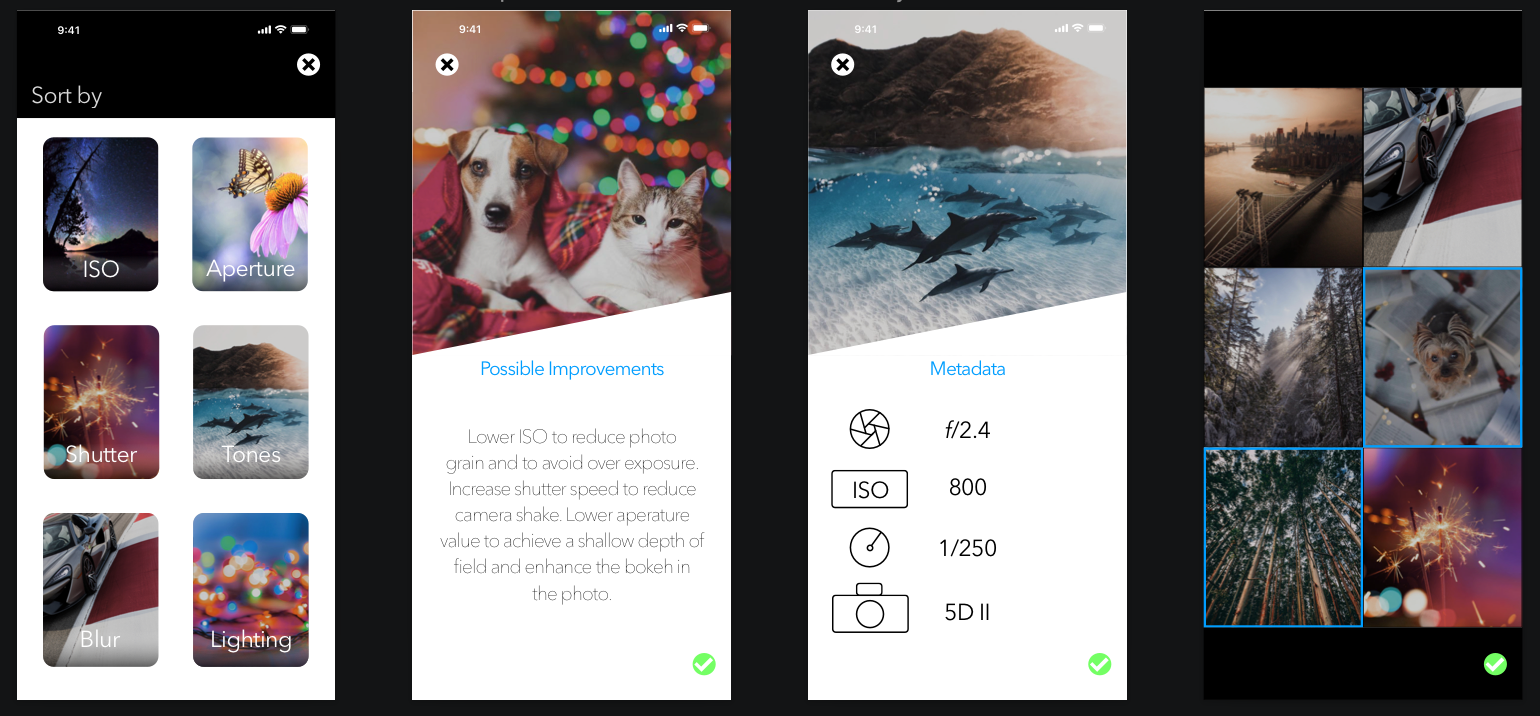 9:41
Sort by
ISO
Aperture
Shutter
Tones
Blur
Lighting
9:41
Possible Improvements
Lower ISO to reduce photo
grain and to avoid over exposure.
Increase shutter speed to reduce
camera shake. Lower aperature
value to achieve a shallow depth of
field and enhance the bokeh in
the photo.
9:41
Metadata
f/2.4
ISO 800
1/250
5D II